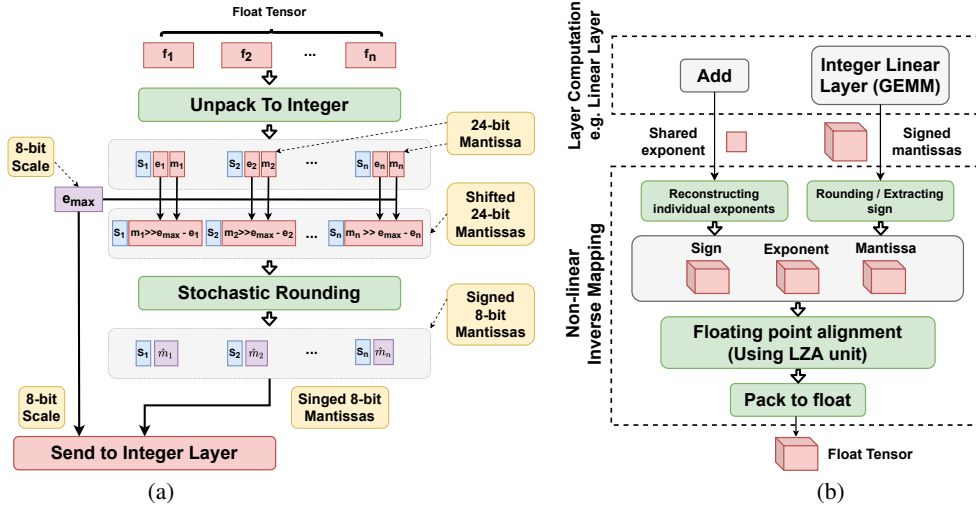 Float Tensor
f1 f2 ... fn
Unpack To Integer
24-bit
Mantissa
8-bit
Scale
S1 e1 m1 S2 e2 m2 ... Sn en mn
emax
Shifted
24-bit
Mantissas
S1 m1>>emax - e1 S2 m2>>emax - e2 ... Sn mn >> emax - en
Stochastic Rounding
Signed
8-bit
Mantissas
S1 m̂1 S2 m̂2 ... Sn m̂n
8-bit
Scale
Singed 8-bit
Mantissas
Send to Integer Layer
(a)
Layer Computation
e.g. Linear Layer
Add
Integer Linear
Layer (GEMM)
Shared
exponent
Signed
mantissas
Non-linear
Inverse Mapping
Reconstructing
individual exponents
Rounding / Extracting
sign
Sign Exponent Mantissa
Floating point alignment
(Using LZA unit)
Pack to float
Float Tensor
(b)